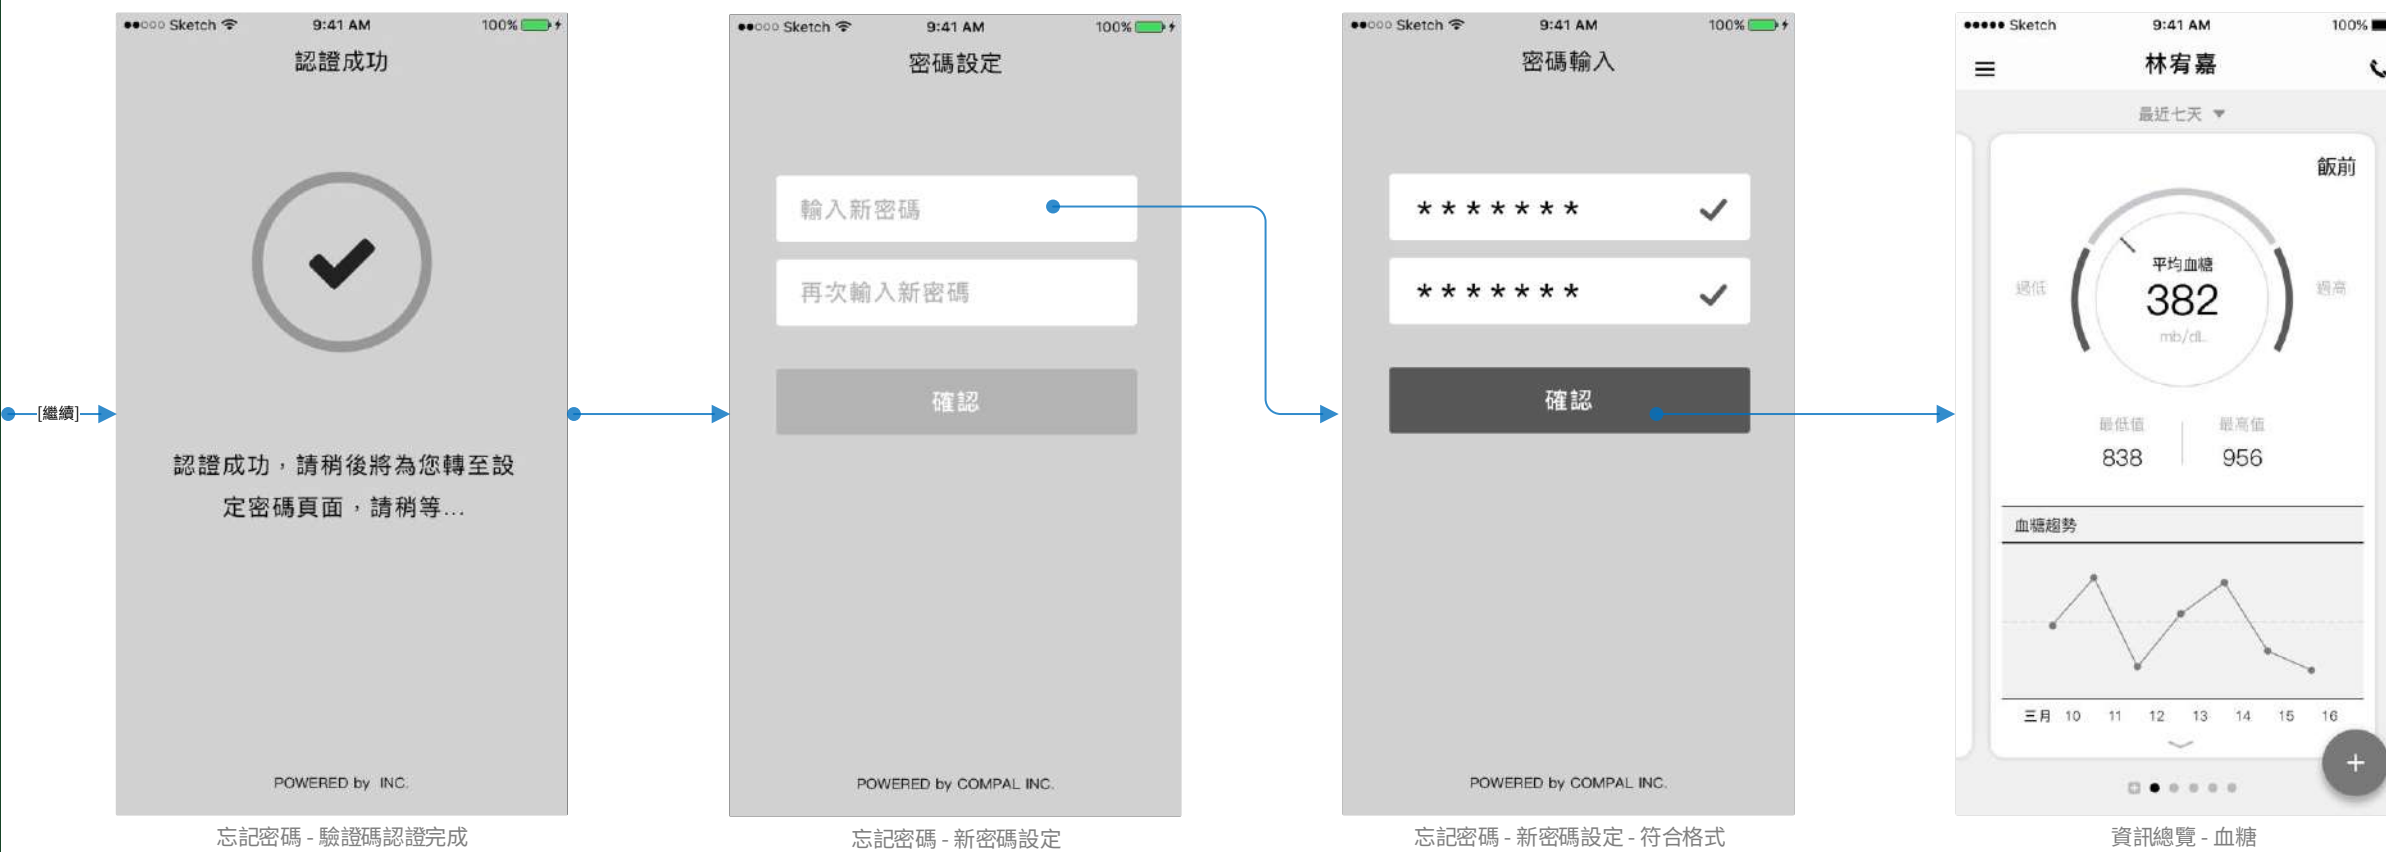 [繼續]
Sketch 9:41 AM 100%
認證成功
認證成功，請稍後將為您轉至設
定密碼頁面，請稍等...
POWERED by INC.
忘記密碼 - 驗證碼認證完成
Sketch 9:41 AM 100%
密碼設定
輸入新密碼
再次輸入新密碼
確認
POWERED by COMPAL INC.
忘記密碼 - 新密碼設定
Sketch 9:41 AM 100%
密碼輸入
*******
*******
確認
POWERED by COMPAL INC.
忘記密碼 - 新密碼設定 - 符合格式
Sketch 9:41 AM 100%
林宥嘉
最近七天
飯前
平均血糖
過低 382 過高
mb/dL
最低值 最高值
838 956
血糖趨勢
三月 10 11 12 13 14 15 16
資訊總覽 - 血糖